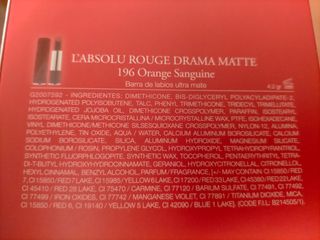 L'ABSOLU ROUGE DRAMA MATTE
196 Orange Sanguine
Barra de labios ultra mate
4.2 g
G2007592 - INGREDIENTES: DIMETHICONE, BIS-DIGLYCERYL POLYACYLADIPATE-2,
HYDROGENATED POLYISOBUTENE, TALC, PHENYL TRIMETHICONE, TRIDECYL TRIMELLITATE,
HYDROGENATED JOJOBA OIL, DIMETHICONE CROSSPOLYMER, PARAFFIN, ISOSTEARYL
ISOSTEARATE, CERA MICROCRISTALLINA / MICROCRYSTALLINE WAX, PTFE,
VINYL DIMETHICONE/METHICONE SILSESQUIOXANE CROSSPOLYMER, NYLON-12, ALUMINA,
POLYETHYLENE, TIN OXIDE, AQUA / WATER, CALCIUM ALUMINUM BOROSILICATE, CALCIUM
SODIUM BOROSILICATE, SILICA, ALUMINUM HYDROXIDE, MAGNESIUM SILICATE,
COLOPHONIUM / ROSIN, PROPYLENE GLYCOL, HYDROXYPROPYL TETRAHYDROPYRANTRIOL,
SYNTHETIC FLUORPHLOGOPITE, SYNTHETIC WAX, TOCOPHEROL, PENTAERYTHRITYL TETRA-
DI-T-BUTYL HYDROXYHYDROCINNAMATE, GERANIOL, CITRONELLOL,
HEXYL CINNAMAL, BENZYL ALCOHOL, PARFUM / FRAGRANCE, [+/- MAY CONTAIN CI 15850 / RED
7, CI 15850 / RED 7 LAKE, CI 15985 / YELLOW 6 LAKE, CI 17200 / RED 33 LAKE, CI 45380 / RED 22 LAKE,
CI 45410 / RED 28 LAKE, CI 75470 / CARMINE, CI 77120 / BARIUM SULFATE, CI 77491, CI 77492,
CI 77499 / IRON OXIDES, CI 77742 / MANGANESE VIOLET, CI 77891 / TITANIUM DIOXIDE, MICA,
CI 15850 / RED 6, CI 19140 / YELLOW 5 LAKE, CI 42090 / BLUE 1 LAKE]. (CODE F.I.L. B214505/1).